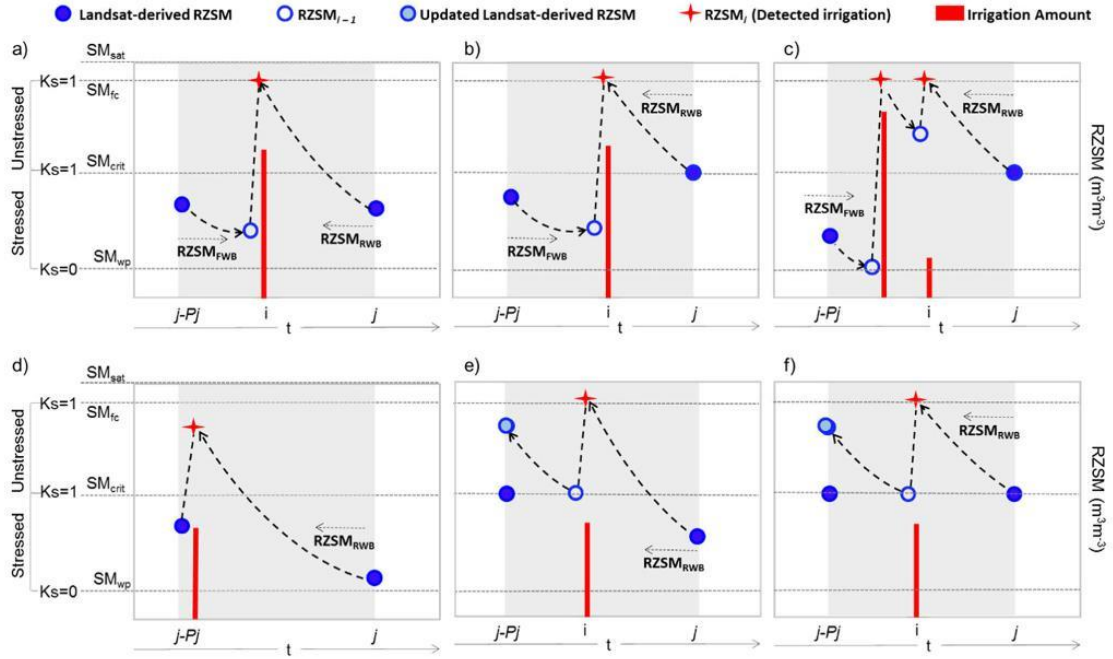 Landsat-derived RZSM RZSMi−1 Updated Landsat-derived RZSM RZSMi (Detected irrigation) Irrigation Amount
a) b) c)
SMsat
Ks=1
SMfc
Unstressed
Ks=1 SMcrit
Stressed
Ks=0 SMwp
RZSMFWB RZSMRWB
RZSMFWB RZSMRWB
RZSMFWB RZSMRWB
RZSM (m³m⁻³)
j-Pj i j j-Pj i j j-Pj i j
t t t
d) e) f)
SMsat
Ks=1
SMfc
Unstressed
Ks=1 SMcrit
Stressed
Ks=0 SMwp
RZSMRWB
RZSMRWB
RZSMRWB
RZSM (m³m⁻³)
j-Pj j j-Pj i j j-Pj i j
t t t